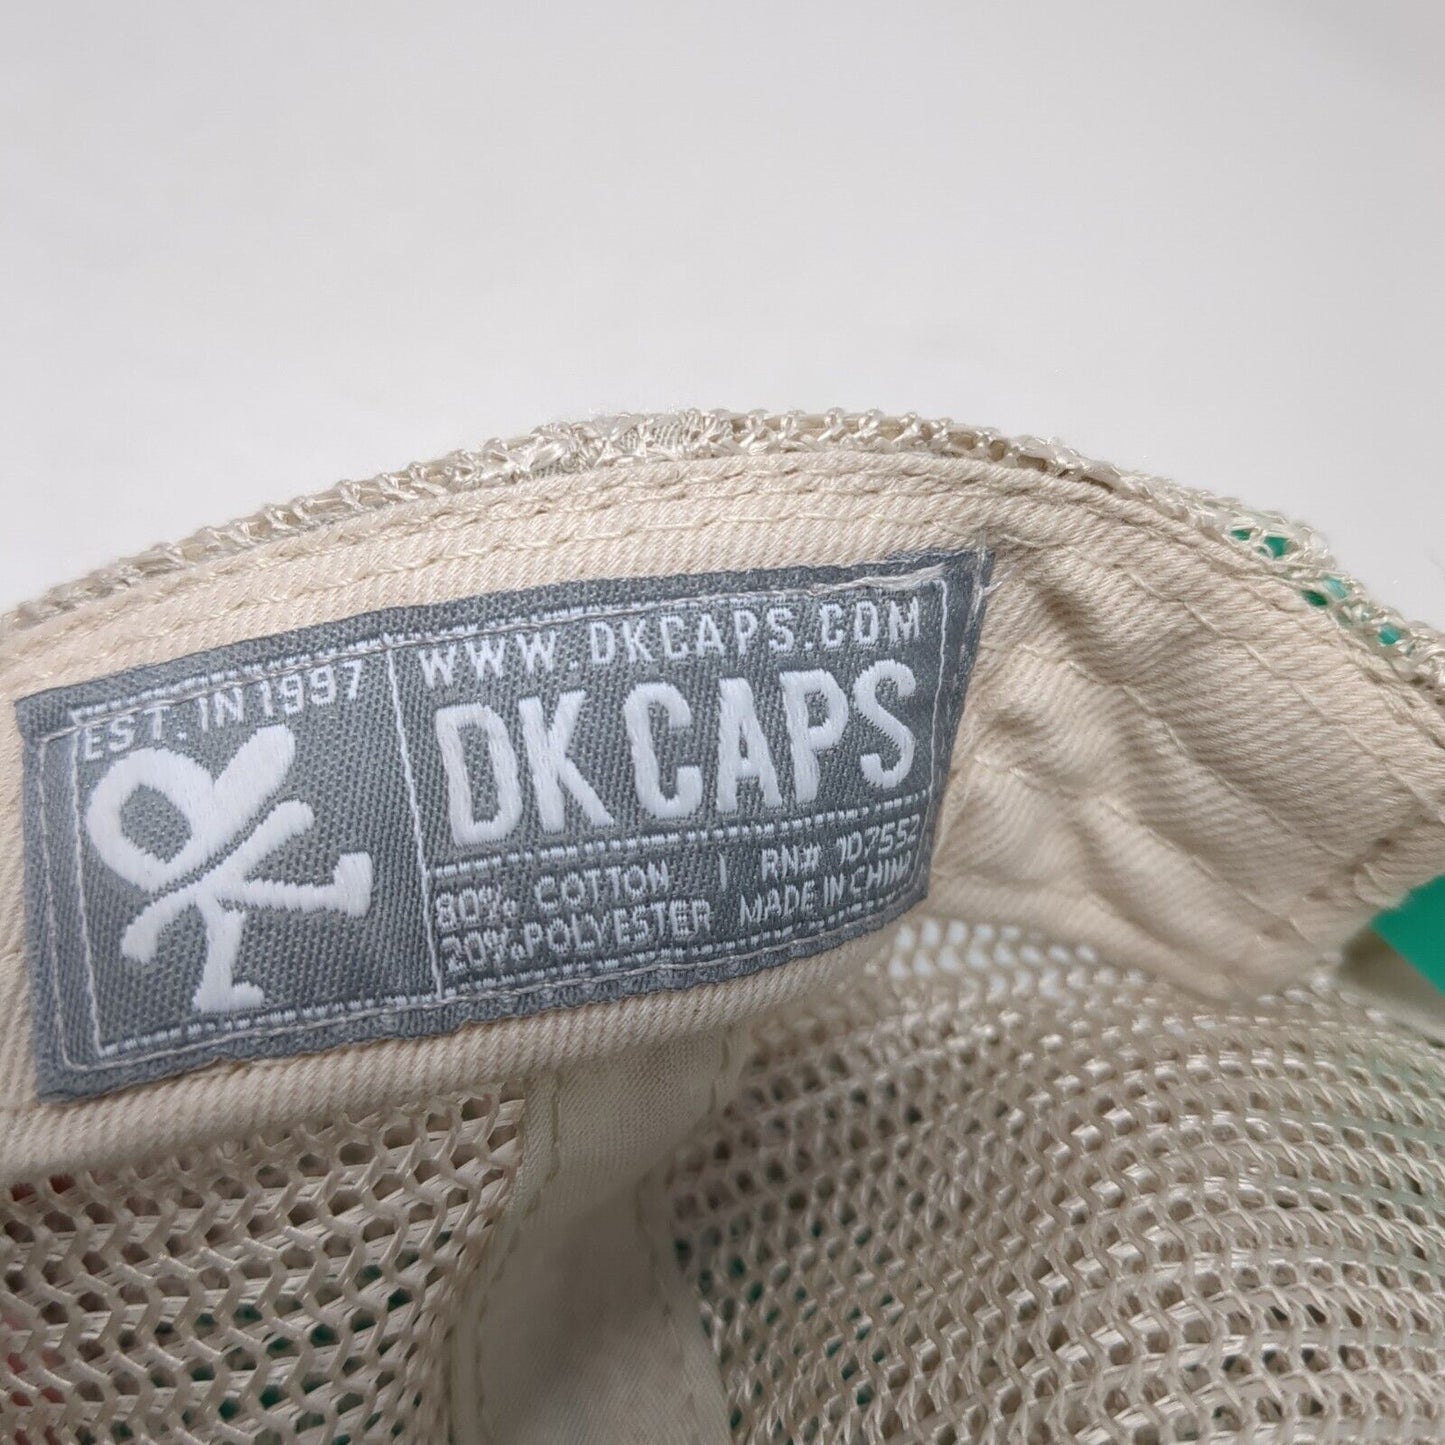 EST. IN 1997
WWW.DKCAPS.COM
DK CAPS
80% COTTON | RN# 107552
20% POLYESTER MADE IN CHINA